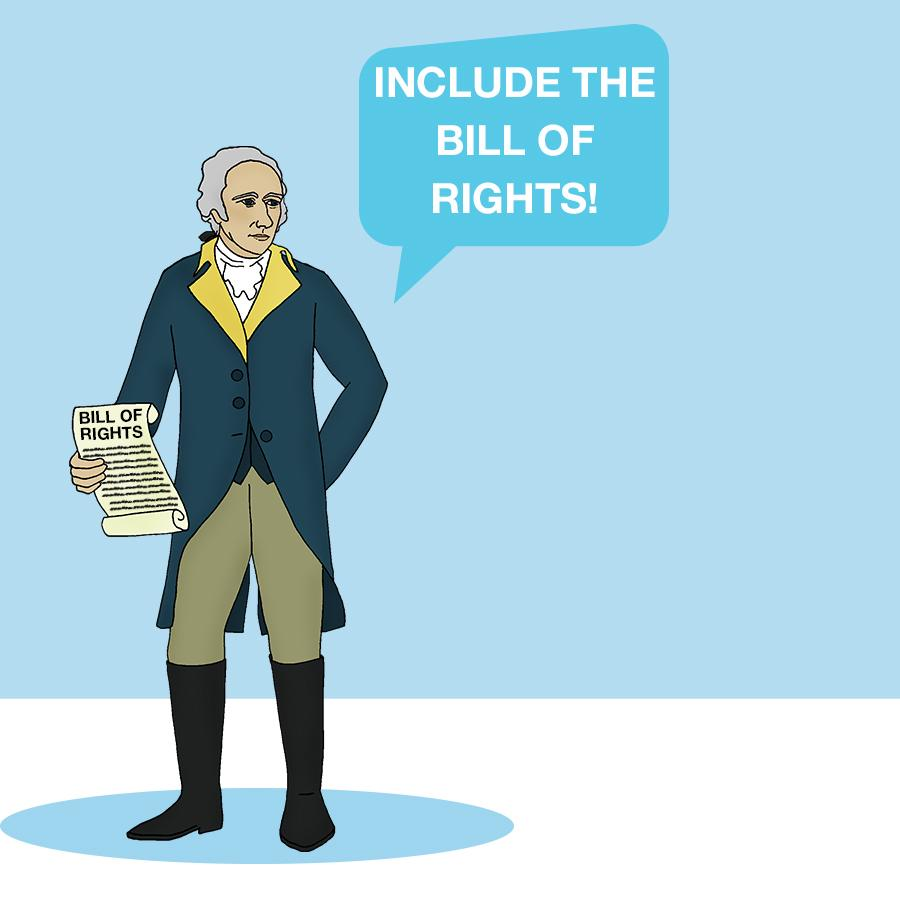 INCLUDE THE
BILL OF
RIGHTS!
BILL OF
RIGHTS